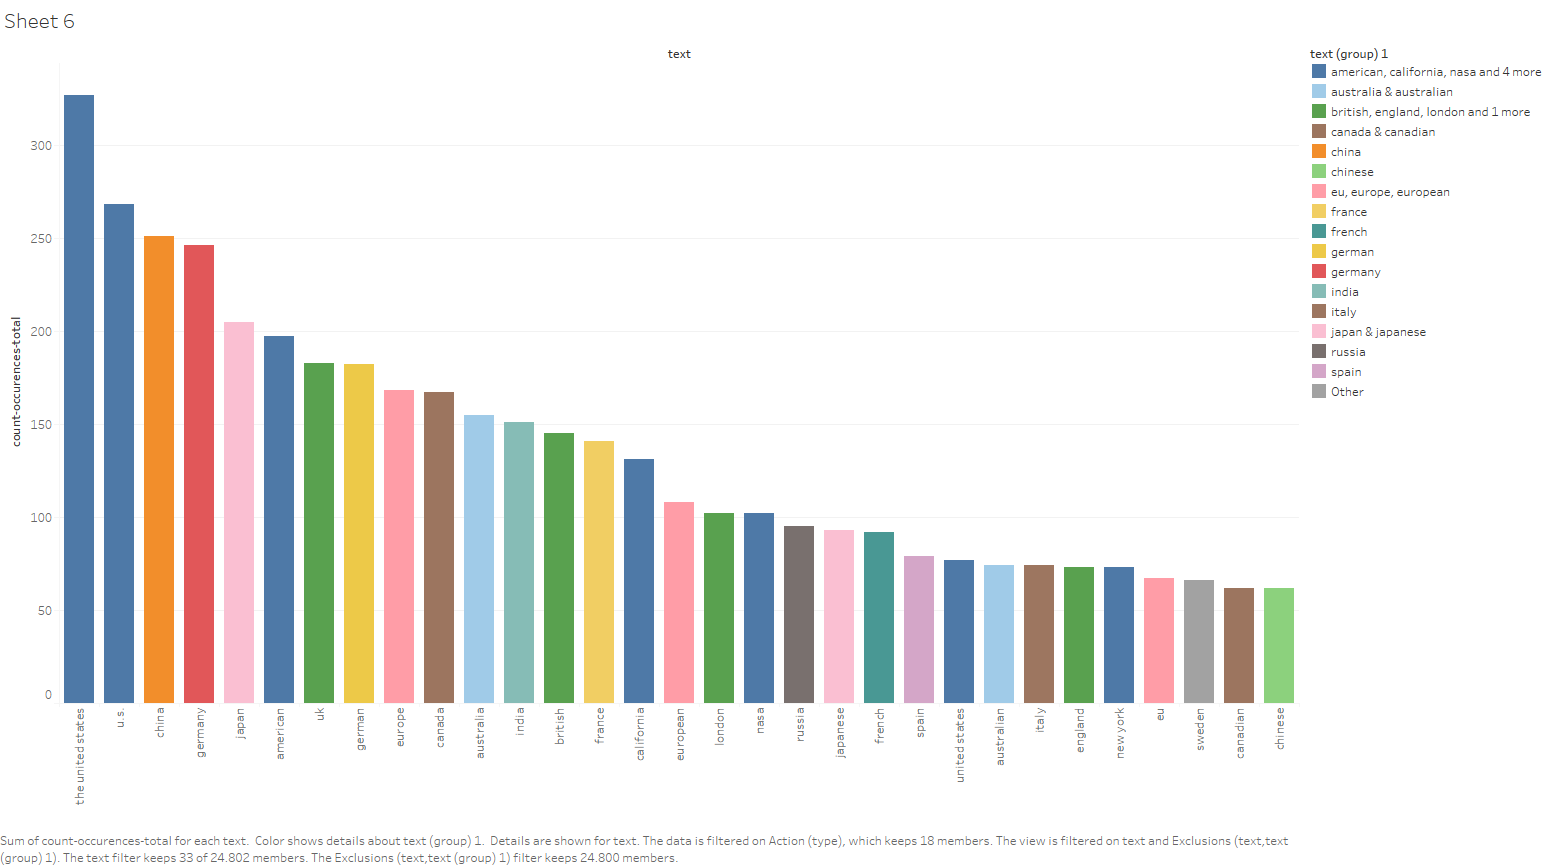 Sheet 6
text
text (group) 1
american, california, nasa and 4 more
australia & australian
british, england, london and 1 more
canada & canadian
china
chinese
eu, europe, european
france
french
german
germany
india
italy
japan & japanese
russia
spain
Other
count-occurences-total
300
250
200
150
100
50
0
the united states
u.s.
china
germany
japan
american
uk
german
europe
canada
australia
india
british
france
california
european
london
nasa
russia
japanese
french
spain
united states
australian
italy
england
new york
eu
sweden
canadian
chinese
Sum of count-occurences-total for each text.  Color shows details about text (group) 1.  Details are shown for text. The data is filtered on Action (type), which keeps 18 members. The view is filtered on text and Exclusions (text,text
(group) 1). The text filter keeps 33 of 24.802 members. The Exclusions (text,text (group) 1) filter keeps 24.800 members.